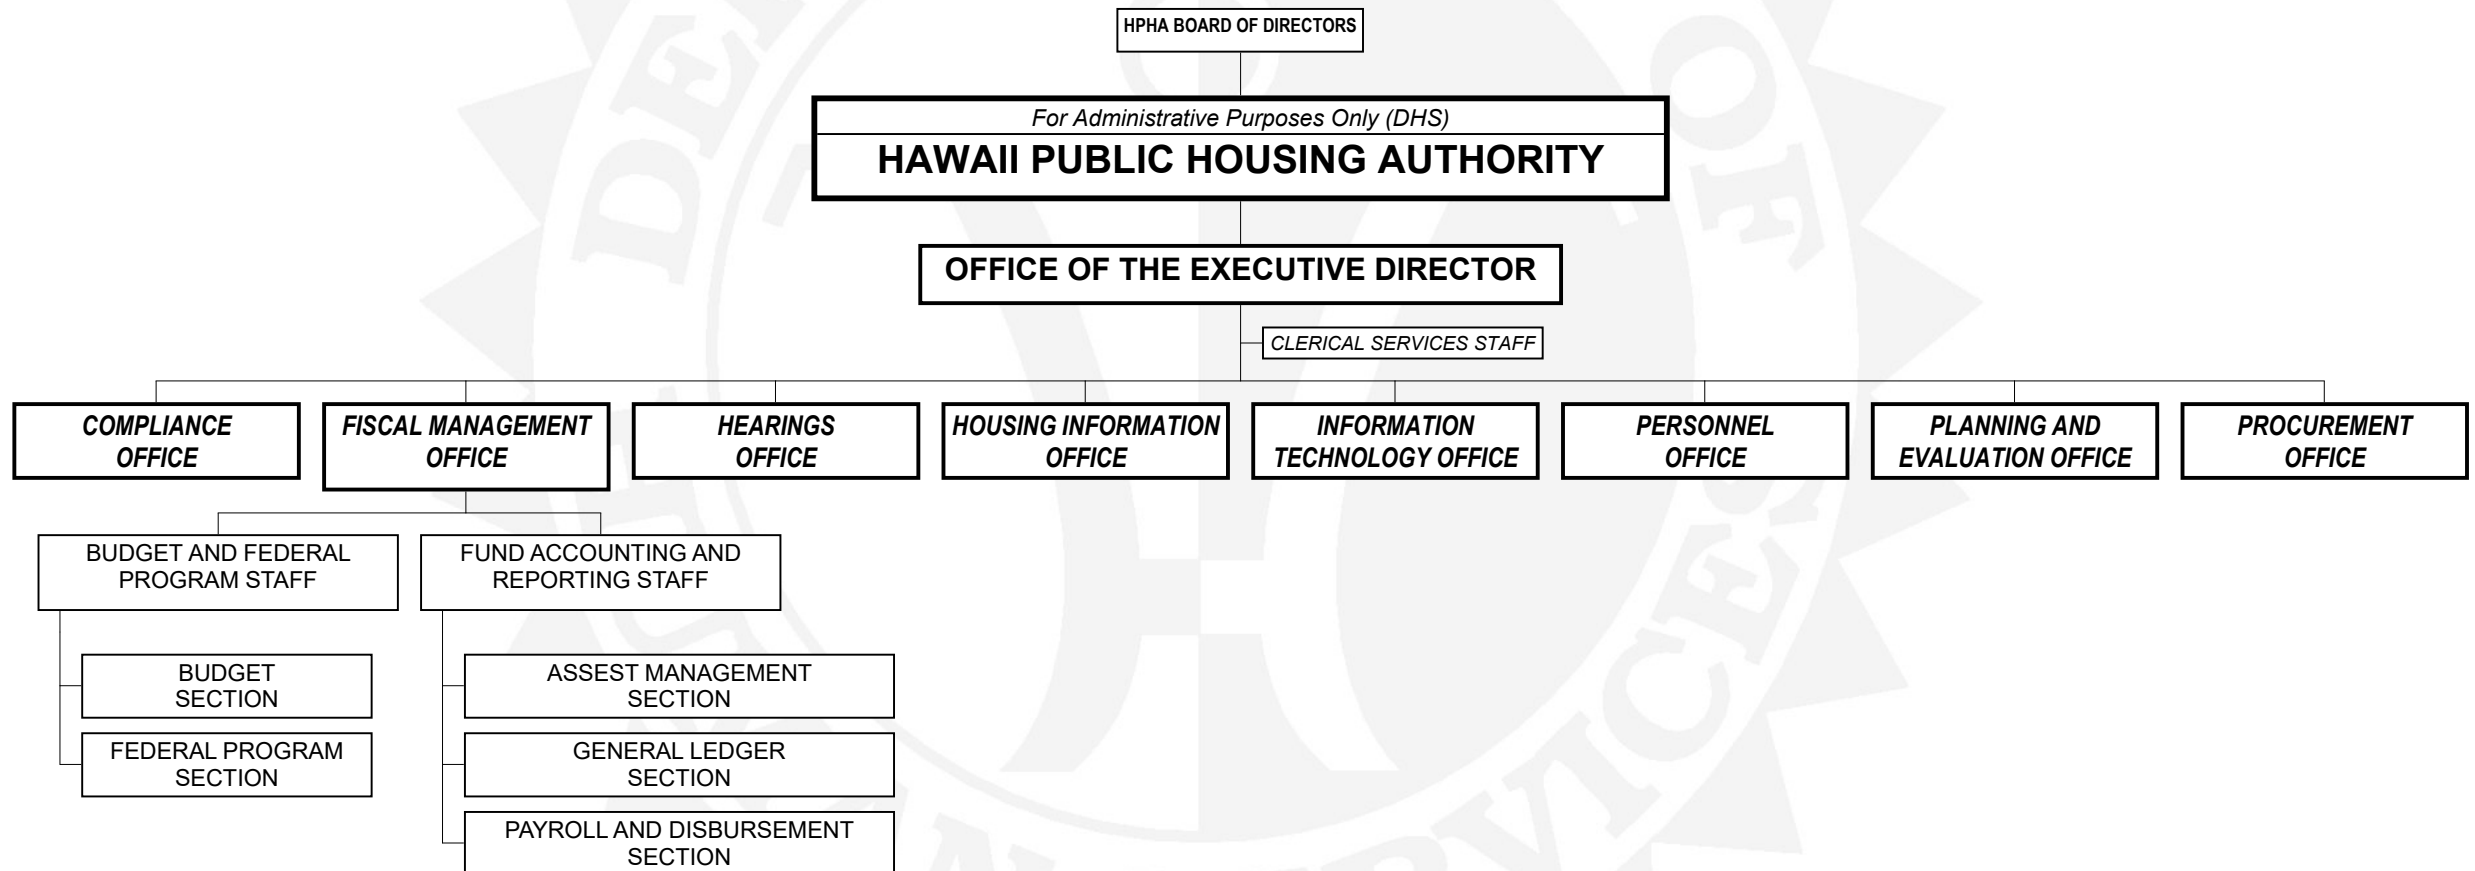 HPHA BOARD OF DIRECTORS
For Administrative Purposes Only (DHS)
HAWAII PUBLIC HOUSING AUTHORITY
OFFICE OF THE EXECUTIVE DIRECTOR
CLERICAL SERVICES STAFF
COMPLIANCE
OFFICE
FISCAL MANAGEMENT
OFFICE
HEARINGS
OFFICE
HOUSING INFORMATION
OFFICE
INFORMATION
TECHNOLOGY OFFICE
PERSONNEL
OFFICE
PLANNING AND
EVALUATION OFFICE
PROCUREMENT
OFFICE
BUDGET AND FEDERAL
PROGRAM STAFF
FUND ACCOUNTING AND
REPORTING STAFF
BUDGET
SECTION
FEDERAL PROGRAM
SECTION
ASSEST MANAGEMENT
SECTION
GENERAL LEDGER
SECTION
PAYROLL AND DISBURSEMENT
SECTION